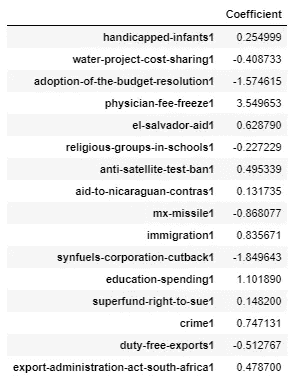 Coefficient
handicapped-infants1 0.254999
water-project-cost-sharing1 -0.408733
adoption-of-the-budget-resolution1 -1.574615
physician-fee-freeze1 3.549653
el-salvador-aid1 0.628790
religious-groups-in-schools1 -0.227229
anti-satellite-test-ban1 0.495339
aid-to-nicaraguan-contras1 0.131735
mx-missile1 -0.868077
immigration1 0.835671
synfuels-corporation-cutback1 -1.849643
education-spending1 1.101890
superfund-right-to-sue1 0.148200
crime1 0.747131
duty-free-exports1 -0.512767
export-administration-act-south-africa1 0.478700